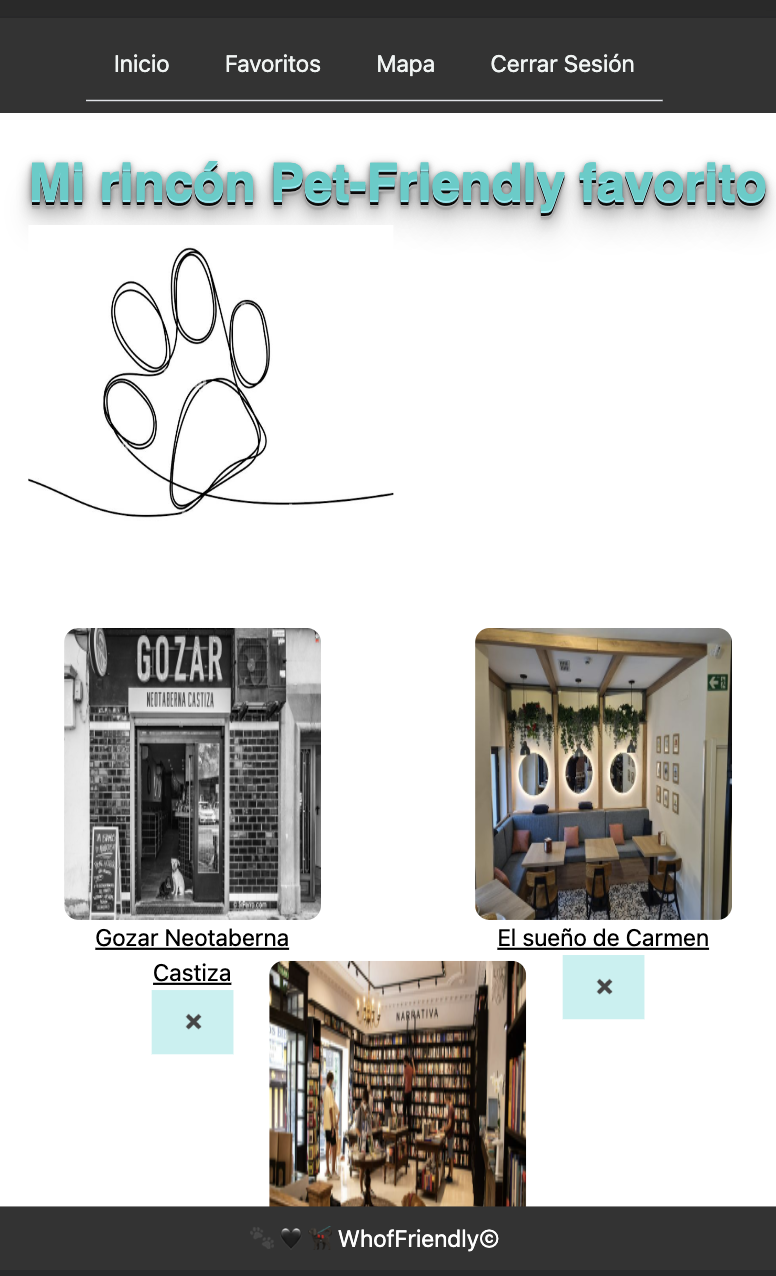 Inicio Favoritos Mapa Cerrar Sesión
Mi rincón Pet-Friendly favorito
GOZAR
NEOTABERNA CASTIZA
Gozar Neotaberna
Castiza
×
El sueño de Carmen
×
NARRATIVA
🐾 🖤 🐕‍🦺 WhofFriendly©